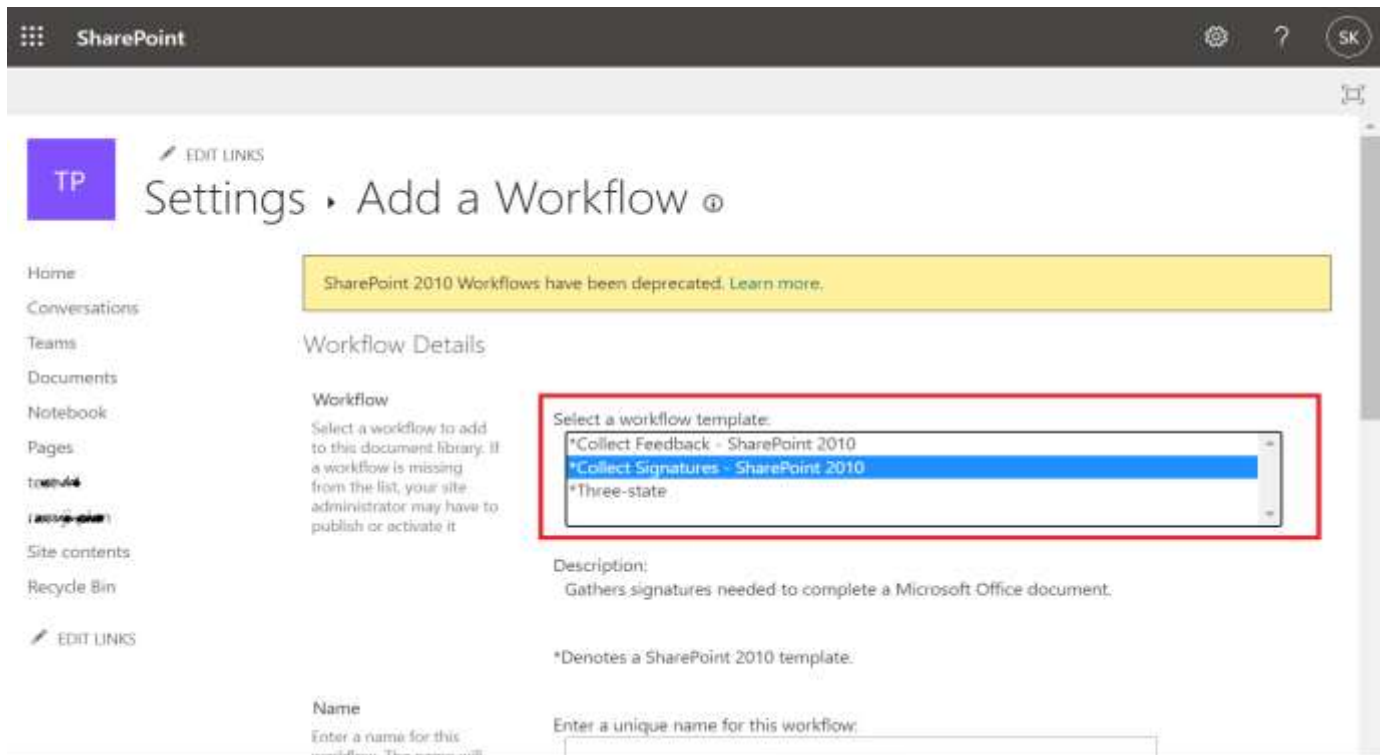 SharePoint
?
SK
EDIT LINKS
TP
Settings ▸ Add a Workflow
Home
Conversations
Teams
Documents
Notebook
Pages
Site contents
Recycle Bin
EDIT LINKS
SharePoint 2010 Workflows have been deprecated. Learn more.
Workflow Details
Workflow
Select a workflow to add
to this document library. If
a workflow is missing
from the list, your site
administrator may have to
publish or activate it
Select a workflow template:
*Collect Feedback - SharePoint 2010
*Collect Signatures - SharePoint 2010
*Three-state
Description:
Gathers signatures needed to complete a Microsoft Office document.
*Denotes a SharePoint 2010 template.
Name
Enter a name for this
Enter a unique name for this workflow: